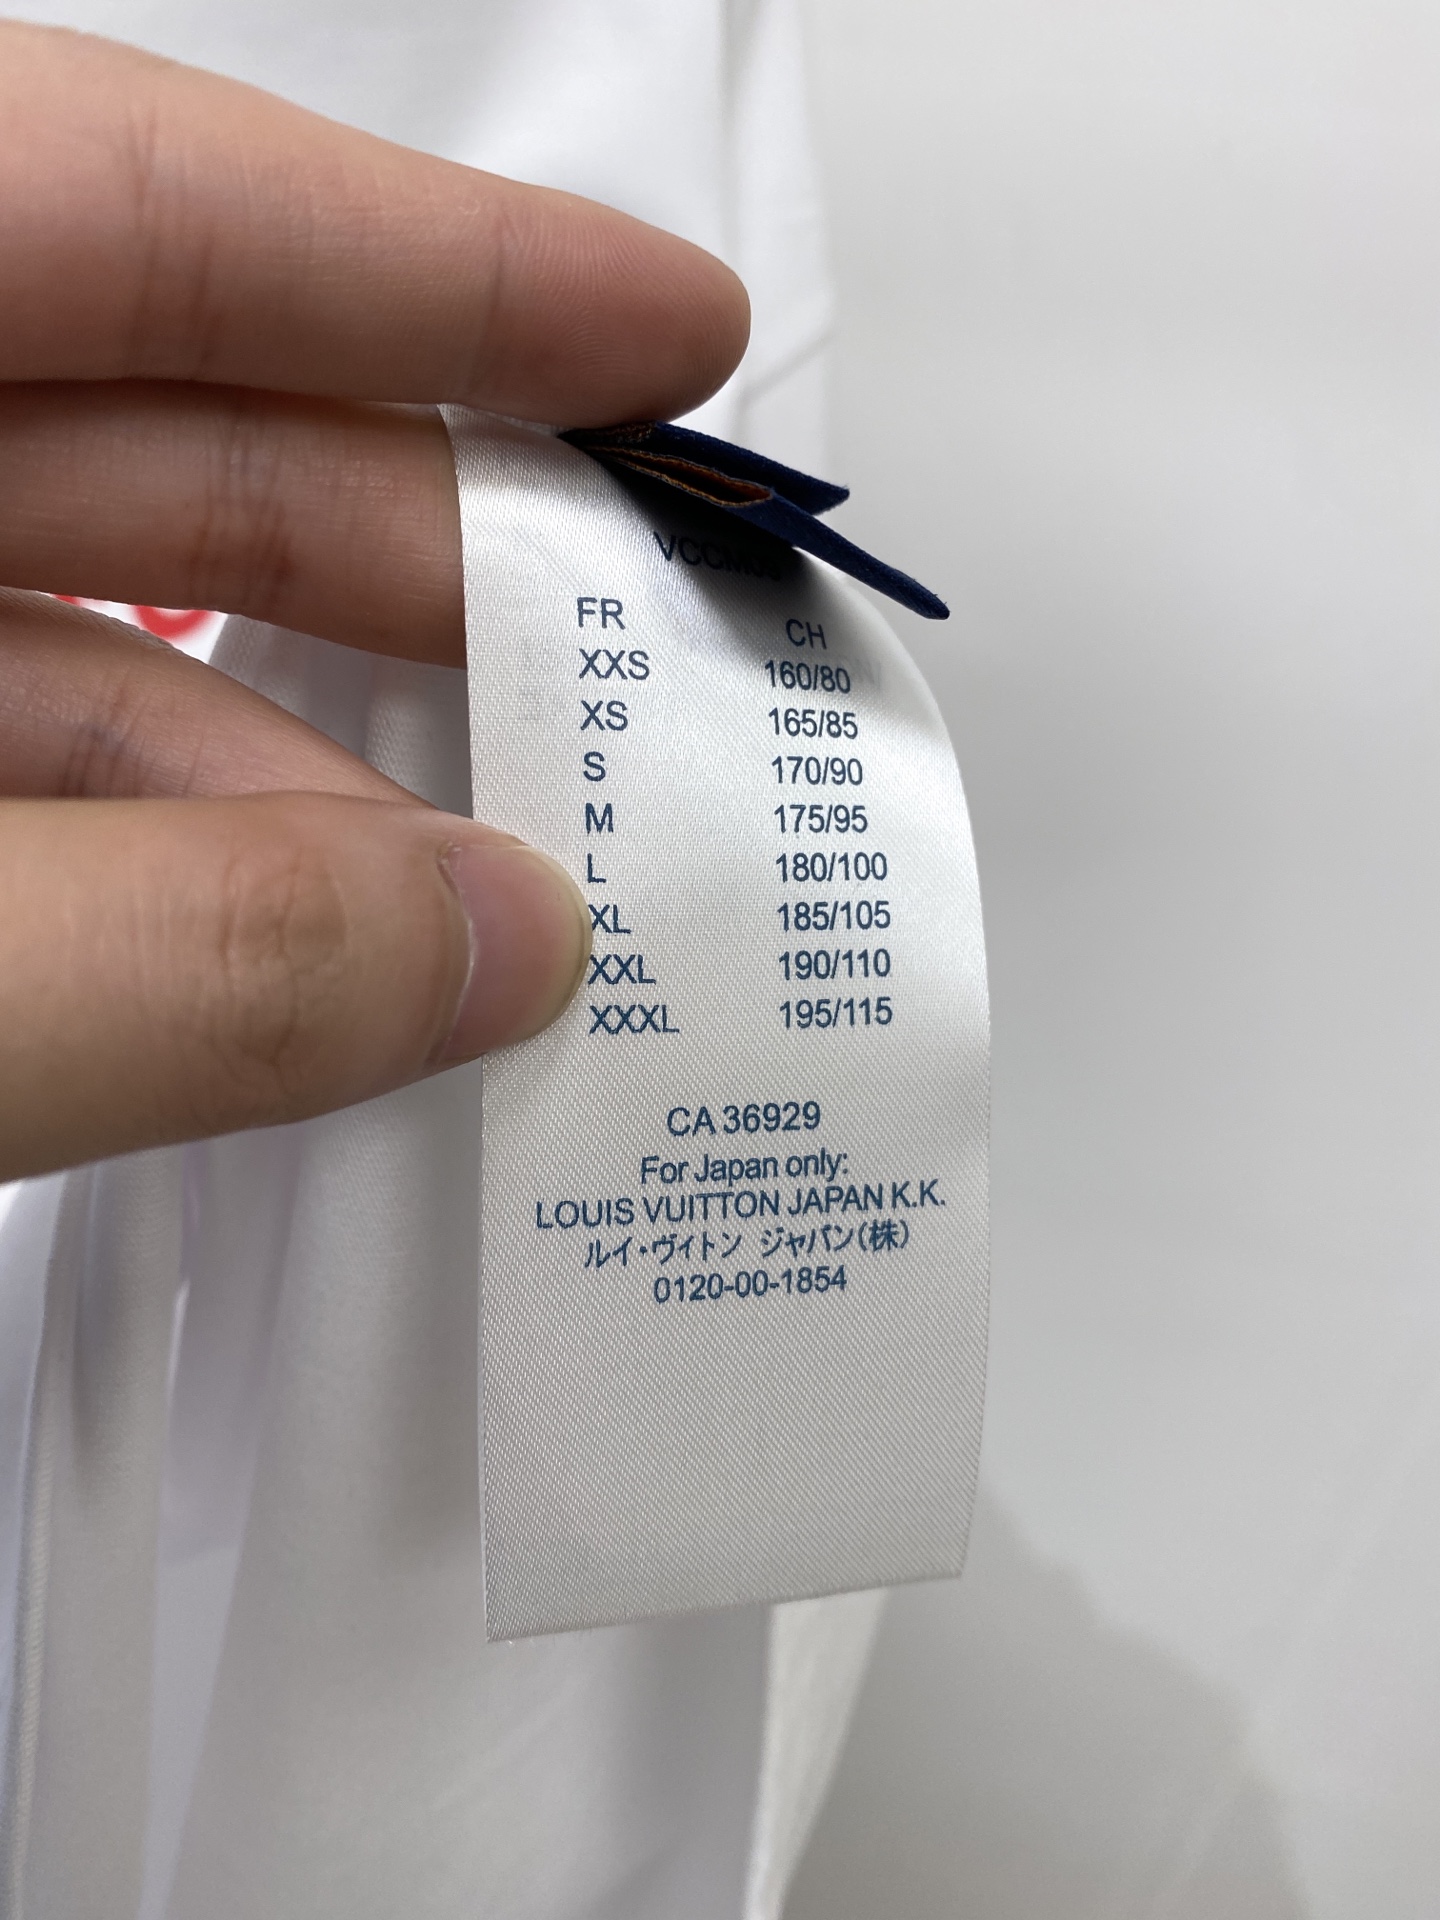 FR CH
XXS 160/80
XS 165/85
S 170/90
M 175/95
L 180/100
XL 185/105
XXL 190/110
XXXL 195/115
CA 36929
For Japan only:
LOUIS VUITTON JAPAN K.K.
ルイ・ヴィトン ジャパン(株)
0120-00-1854